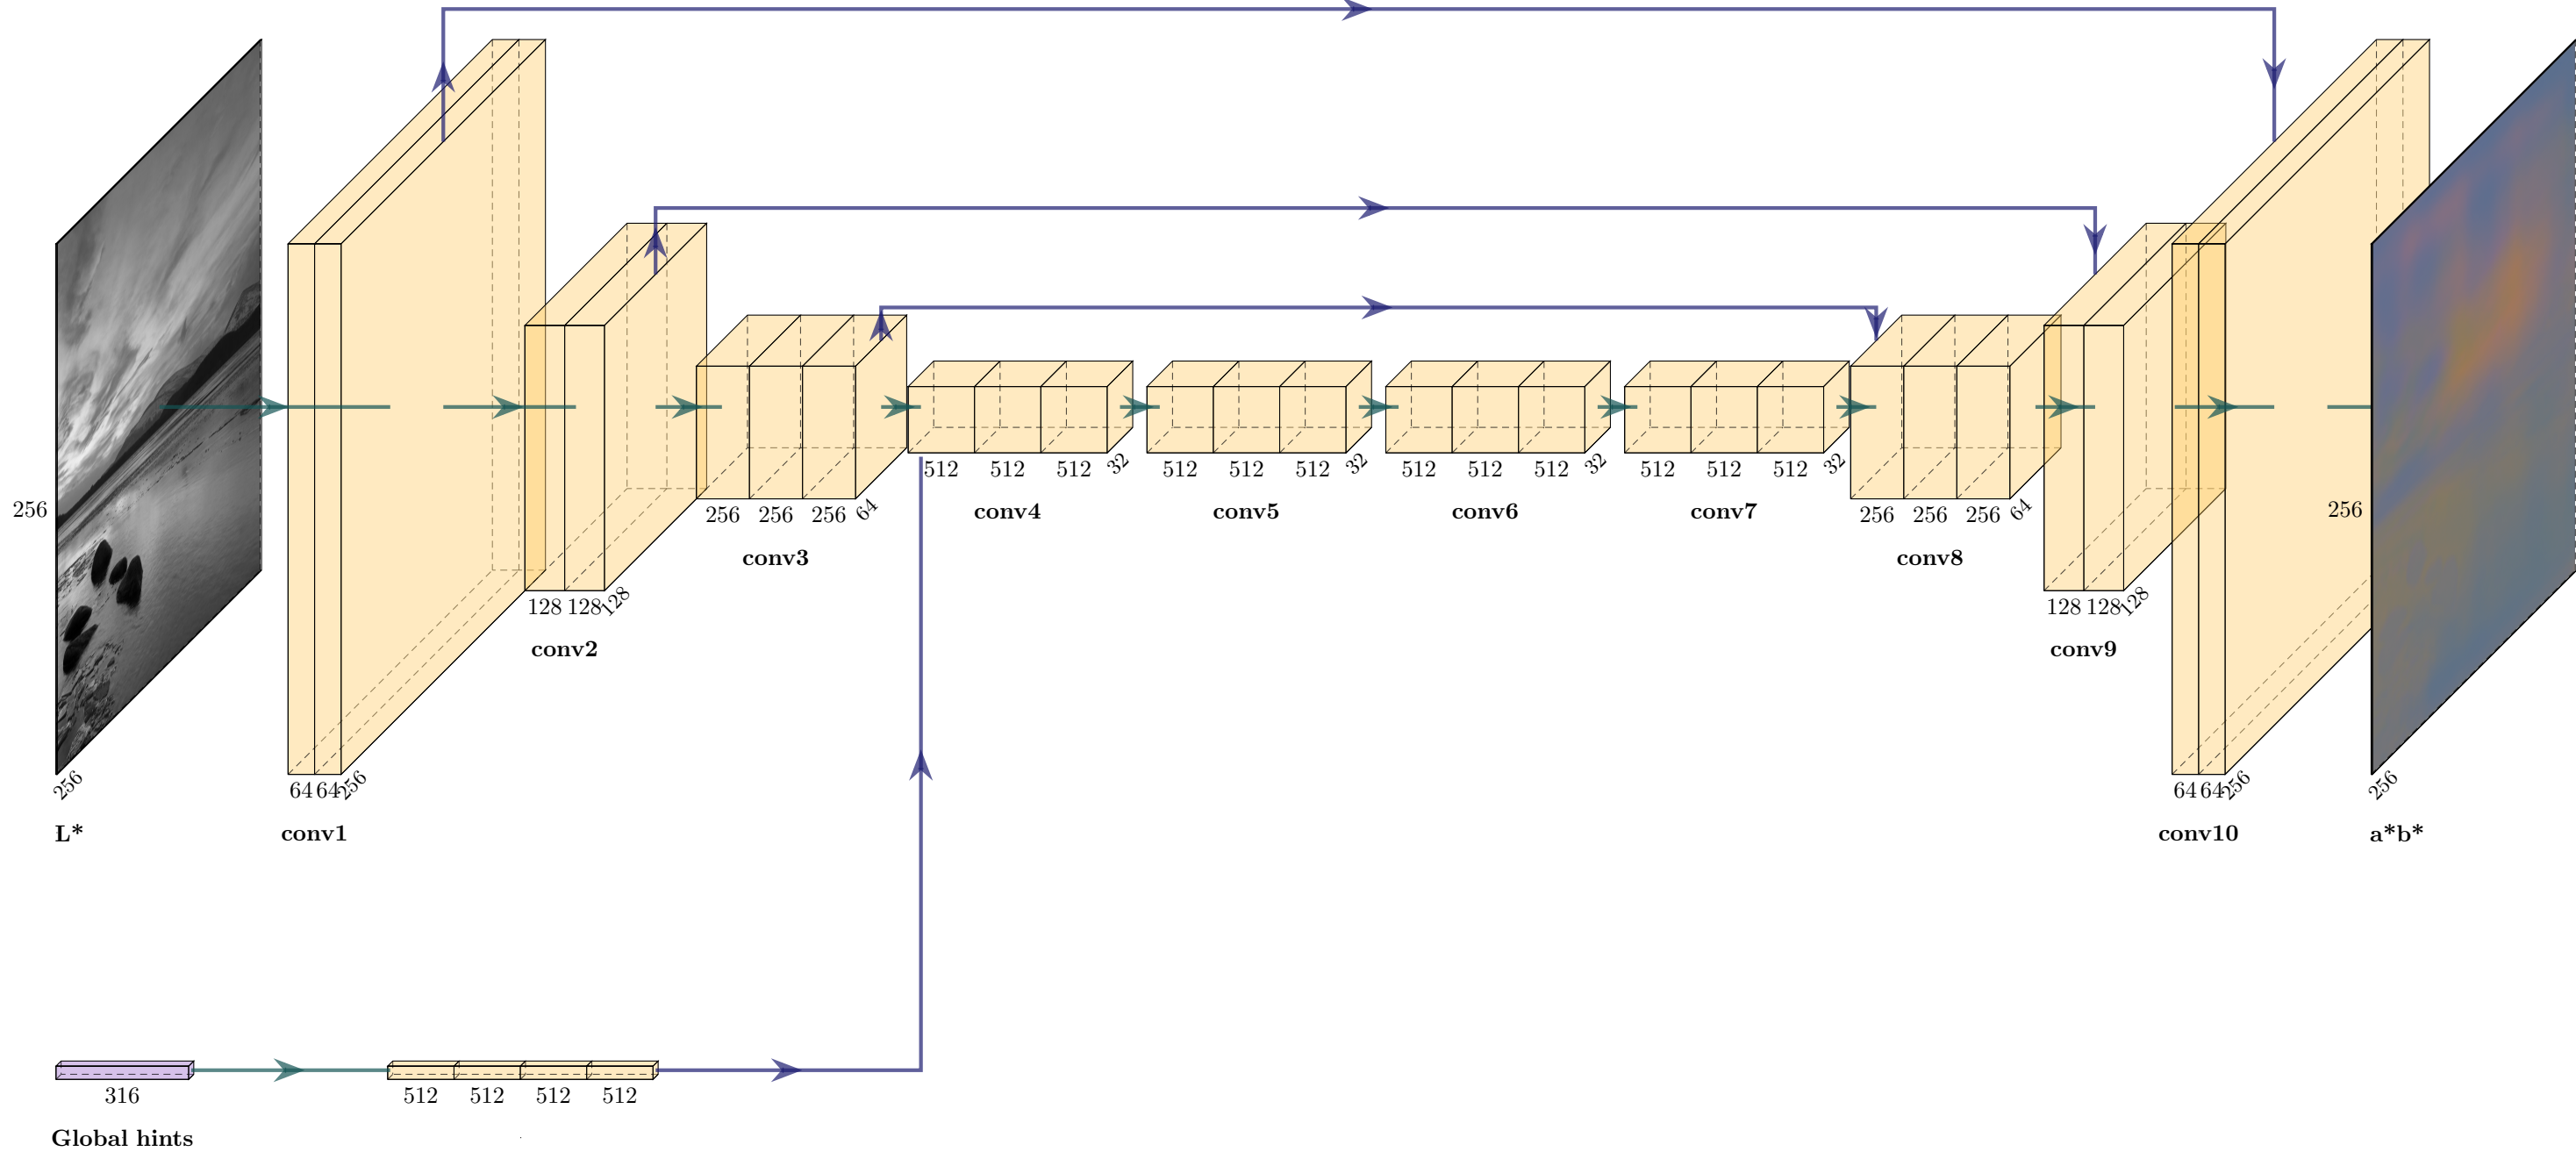 256
256
L*
64 64 256
conv1
128 128 128
conv2
256 256 256 64
conv3
512 512 512 32
conv4
512 512 512 32
conv5
512 512 512 32
conv6
512 512 512 32
conv7
256 256 256 64
conv8
128 128 128
conv9
64 64 256
conv10
256
256
a*b*
316
Global hints
512 512 512 512